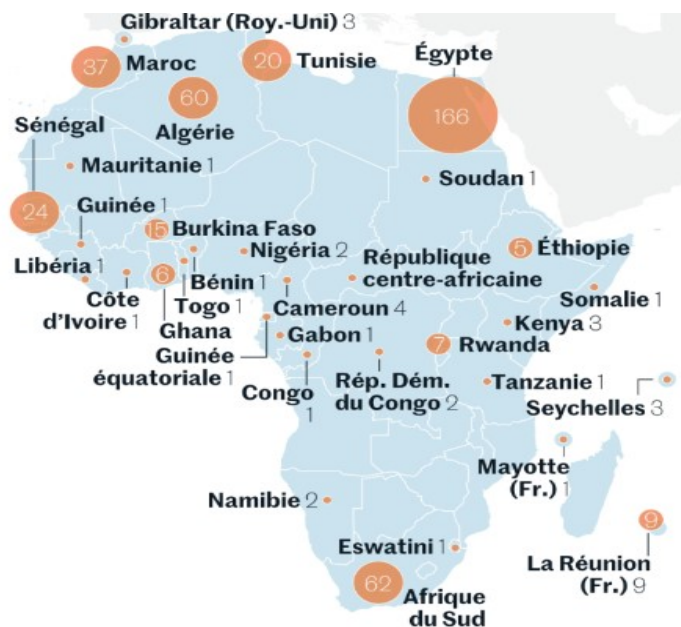 Gibraltar (Roy.-Uni) 3
37
Maroc
20
Tunisie
Égypte
60
Algérie
166
Sénégal
Mauritanie 1
Soudan 1
24
Guinée 1
15
Burkina Faso
Nigéria 2
République
centre-africaine
5
Éthiopie
Libéria 1
6
Bénin 1
Côte
d'Ivoire 1
Togo 1
Ghana
Cameroun 4
Somalie 1
Guinée
équatoriale 1
Gabon 1
Kenya 3
7
Rwanda
Congo
1
Rép. Dém.
du Congo 2
Tanzanie 1
Seychelles 3
Mayotte
(Fr.) 1
Namibie 2
9
Eswatini 1
La Réunion
(Fr.) 9
62
Afrique
du Sud